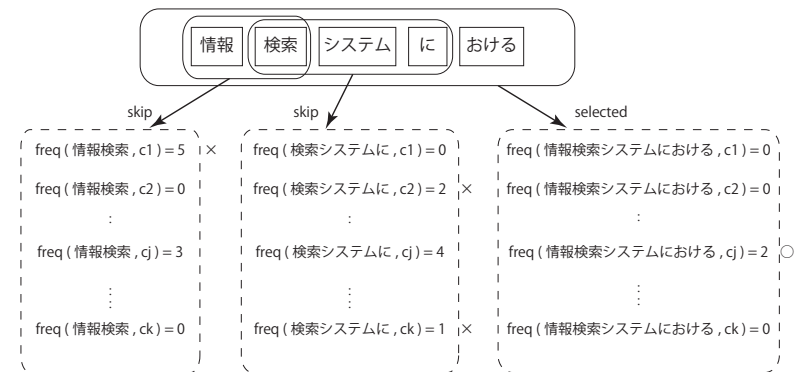 情報 検索 システム に おける
skip skip selected
freq ( 情報検索 , c1) = 5 × freq ( 検索システムに , c1) = 0 freq ( 情報検索システムにおける , c1) = 0
freq ( 情報検索 , c2) = 0 freq ( 検索システムに , c2) = 2 × freq ( 情報検索システムにおける , c2) = 0
: : :
freq ( 情報検索 , cj) = 3 freq ( 検索システムに , cj) = 4 freq ( 情報検索システムにおける , cj) = 2 ○
⋮ ⋮ ⋮
freq ( 情報検索 , ck) = 0 freq ( 検索システムに , ck) = 1 × freq ( 情報検索システムにおける , ck) = 0